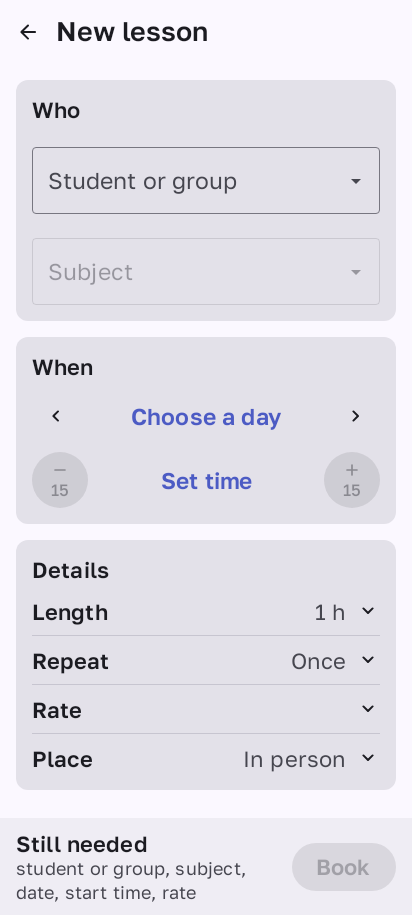 New lesson
Who
Student or group
Subject
When
Choose a day
− 15
Set time
+ 15
Details
Length 1 h
Repeat Once
Rate
Place In person
Still needed
student or group, subject,
date, start time, rate
Book